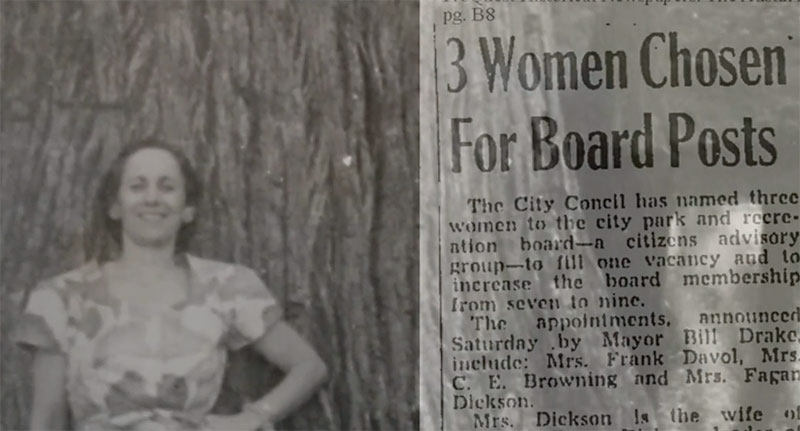 pg. B8
3 Women Chosen
For Board Posts
The City Concil has named three
women to the city park and recre-
ation board—a citizens advisory
group—to fill one vacancy and to
increase the board membership
from seven to nine.
The appointments, announced
Saturday by Mayor Bill Drake,
include: Mrs. Frank Davol, Mrs.
C. E. Browning and Mrs. Fagan
Dickson.
Mrs. Dickson is the wife of